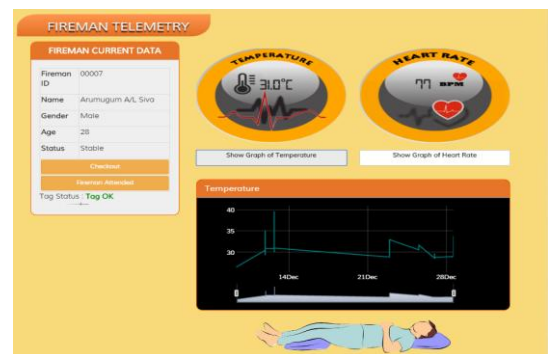 FIREMAN TELEMETRY
FIREMAN CURRENT DATA
Fireman ID 00007
Name Arumugum A/L Siva
Gender Male
Age 28
Status Stable
Checkout
Fireman Attended
Tag Status : Tag OK
TEMPERATURE
31.0°C
HEART RATE
77 BPM
Show Graph of Temperature
Show Graph of Heart Rate
Temperature
40
35
30
14Dec 21Dec 28Dec